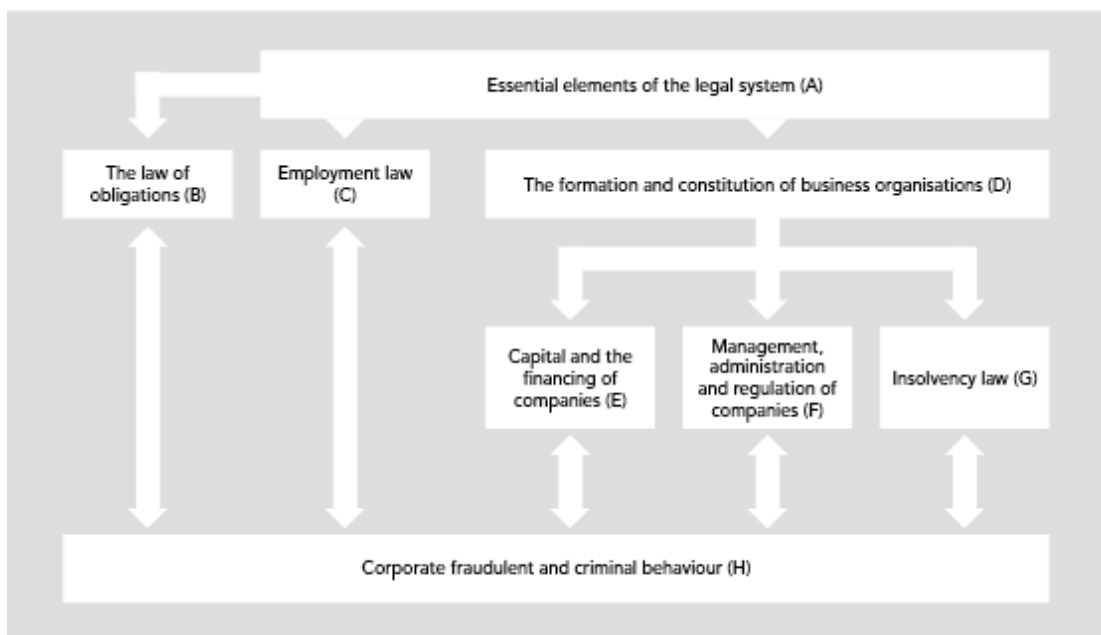 Essential elements of the legal system (A)
The law of
obligations (B)
Employment law
(C)
The formation and constitution of business organisations (D)
Capital and the
financing of
companies (E)
Management,
administration
and regulation of
companies (F)
Insolvency law (G)
Corporate fraudulent and criminal behaviour (H)